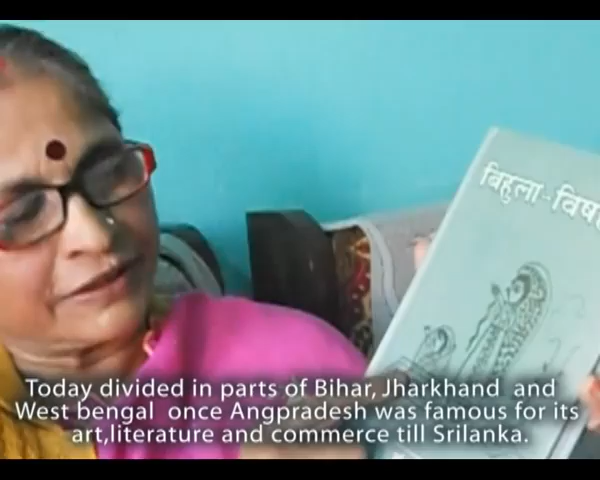 बिहुला-विषह
Today divided in parts of Bihar, Jharkhand and
West bengal once Angpradesh was famous for its
art,literature and commerce till Srilanka.